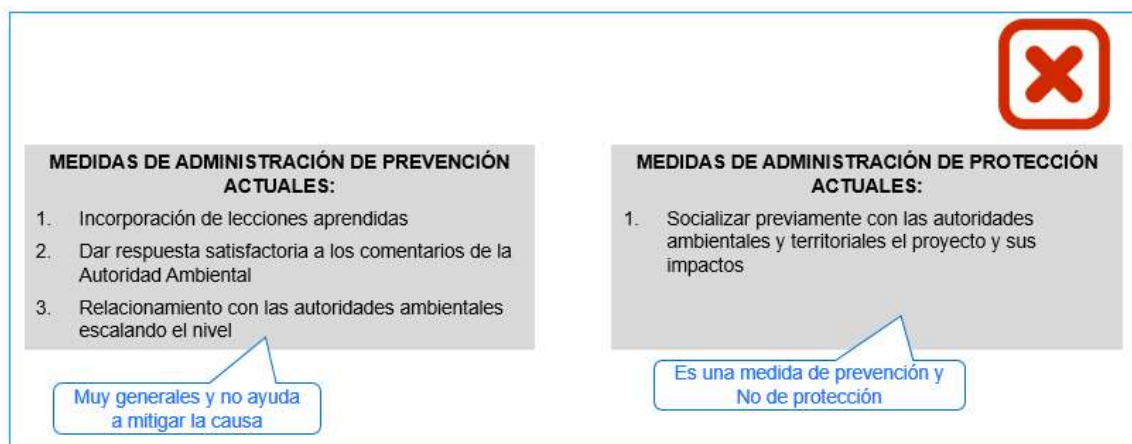 MEDIDAS DE ADMINISTRACIÓN DE PREVENCIÓN
ACTUALES:
1. Incorporación de lecciones aprendidas
2. Dar respuesta satisfactoria a los comentarios de la
Autoridad Ambiental
3. Relacionamiento con las autoridades ambientales
escalando el nivel
Muy generales y no ayuda
a mitigar la causa
MEDIDAS DE ADMINISTRACIÓN DE PROTECCIÓN
ACTUALES:
1. Socializar previamente con las autoridades
ambientales y territoriales el proyecto y sus
impactos
Es una medida de prevención y
No de protección